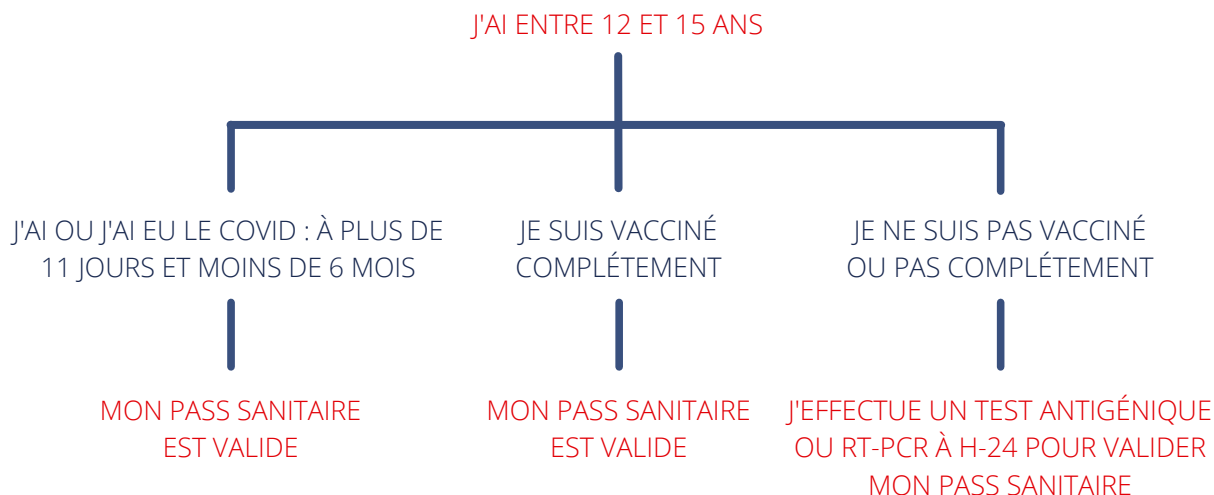 J'AI ENTRE 12 ET 15 ANS
J'AI OU J'AI EU LE COVID : À PLUS DE
11 JOURS ET MOINS DE 6 MOIS
MON PASS SANITAIRE
EST VALIDE
JE SUIS VACCINÉ
COMPLÉTEMENT
MON PASS SANITAIRE
EST VALIDE
JE NE SUIS PAS VACCINÉ
OU PAS COMPLÉTEMENT
J'EFFECTUE UN TEST ANTIGÉNIQUE
OU RT-PCR À H-24 POUR VALIDER
MON PASS SANITAIRE